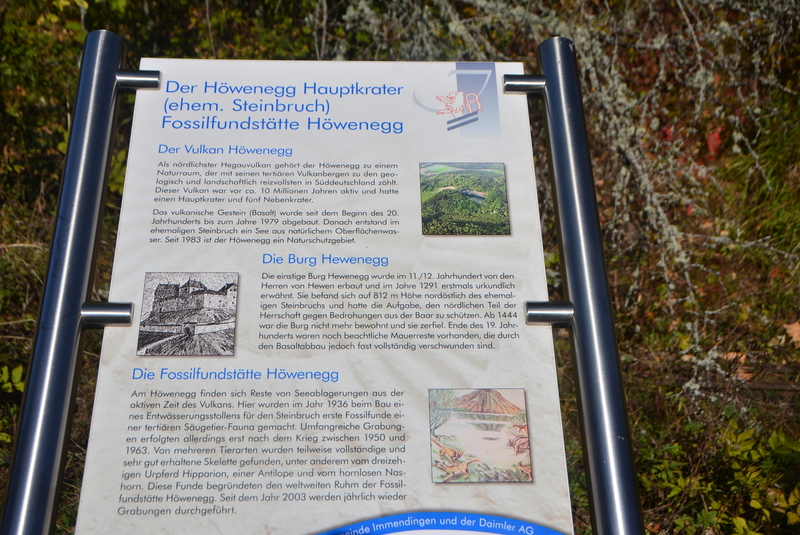 Der Höwenegg Hauptkrater
(ehem. Steinbruch)
Fossilfundstätte Höwenegg
7
Der Vulkan Höwenegg
Als nördlichster Hegauvulkan gehört der Höwenegg zu einem
Naturraum, der mit seinen tertiären Vulkanbergen zu den geo-
logisch und landschaftlich reizvollsten in Süddeutschland zählt.
Dieser Vulkan war vor ca. 10 Millionen Jahren aktiv und hatte
einen Hauptkrater und fünf Nebenkrater.
Das vulkanische Gestein (Basalt) wurde seit dem Beginn des 20.
Jahrhunderts bis zum Jahre 1979 abgebaut. Danach entstand im
ehemaligen Steinbruch ein See aus natürlichem Oberflächenwas-
ser. Seit 1983 ist der Höwenegg ein Naturschutzgebiet.
Die Burg Hewenegg
Die einstige Burg Hewenegg wurde im 11./12. Jahrhundert von den
Herren von Hewen erbaut und im Jahre 1291 erstmals urkundlich
erwähnt. Sie befand sich auf 812 m Höhe nordöstlich des ehemal-
igen Steinbruchs und hatte die Aufgabe, den nördlichen Teil der
Herrschaft gegen Bedrohungen aus der Baar zu schützen. Ab 1444
war die Burg nicht mehr bewohnt und sie zerfiel. Ende des 19. Jahr-
hunderts waren noch beachtliche Mauerreste vorhanden, die durch
den Basaltabbau jedoch fast vollständig verschwunden sind.
Die Fossilfundstätte Höwenegg
Am Höwenegg finden sich Reste von Seeablagerungen aus der
aktiven Zeit des Vulkans. Hier wurden im Jahr 1936 beim Bau ei-
nes Entwässerungsstollens für den Steinbruch erste Fossilfunde ei-
ner tertiären Säugetier-Fauna gemacht. Umfangreiche Grabung-
en erfolgten allerdings erst nach dem Krieg zwischen 1950 und
1963. Von mehreren Tierarten wurden teilweise vollständige und
sehr gut erhaltene Skelette gefunden, unter anderem vom dreizeh-
igen Urpferd Hipparion, einer Antilope und vom hornlosen Nas-
horn. Diese Funde begründeten den weltweiten Ruhm der Fossil-
fundstätte Höwenegg. Seit dem Jahr 2003 werden jährlich wieder
Grabungen durchgeführt.
einde Immendingen und der Daimler AG